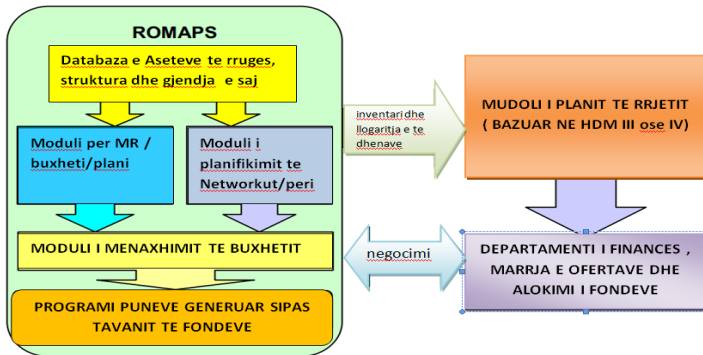 ROMAPS
Databaza e Aseteve te rruges,
struktura dhe gjendja e saj
Moduli per MR /
buxheti/plani
Moduli i
planifikimit te
Networkut/peri
MODULI I MENAXHIMIT TE BUXHETIT
PROGRAMI PUNEVE GENERUAR SIPAS
TAVANIT TE FONDEVE
inventari dhe
llogaritja e te
dhenave
negocimi
MUDOLI I PLANIT TE RRJETIT
( BAZUAR NE HDM III ose IV)
DEPARTAMENTI I FINANCES ,
MARRJA E OFERTAVE DHE
ALOKIMI I FONDEVE